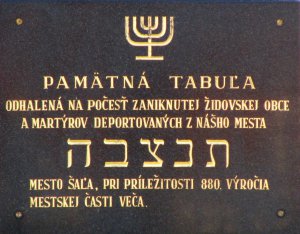 PAMÄTNÁ TABUĽA
ODHALENÁ NA POČESŤ ZANIKNUTEJ ŽIDOVSKEJ OBCE
A MARTÝROV DEPORTOVANÝCH Z NÁŠHO MESTA
תנצבה
MESTO ŠAĽA, PRI PRÍLEŽITOSTI 880. VÝROČIA
MESTSKEJ ČASTI VEČA.